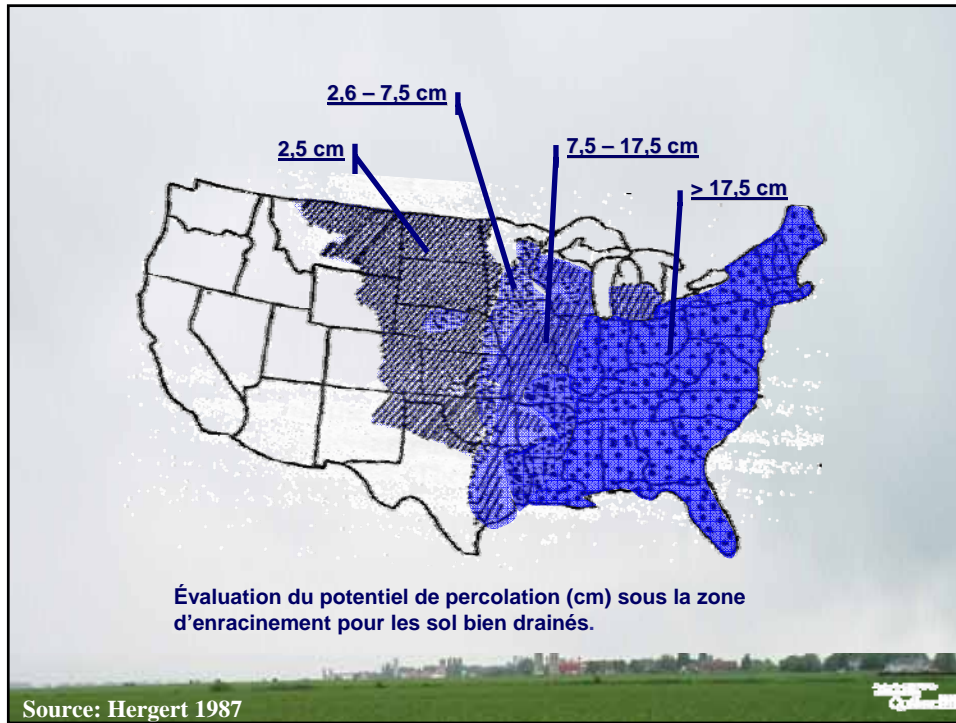 2,6 – 7,5 cm
2,5 cm
7,5 – 17,5 cm
> 17,5 cm
Évaluation du potentiel de percolation (cm) sous la zone
d'enracinement pour les sol bien drainés.
Source: Hergert 1987
Québec